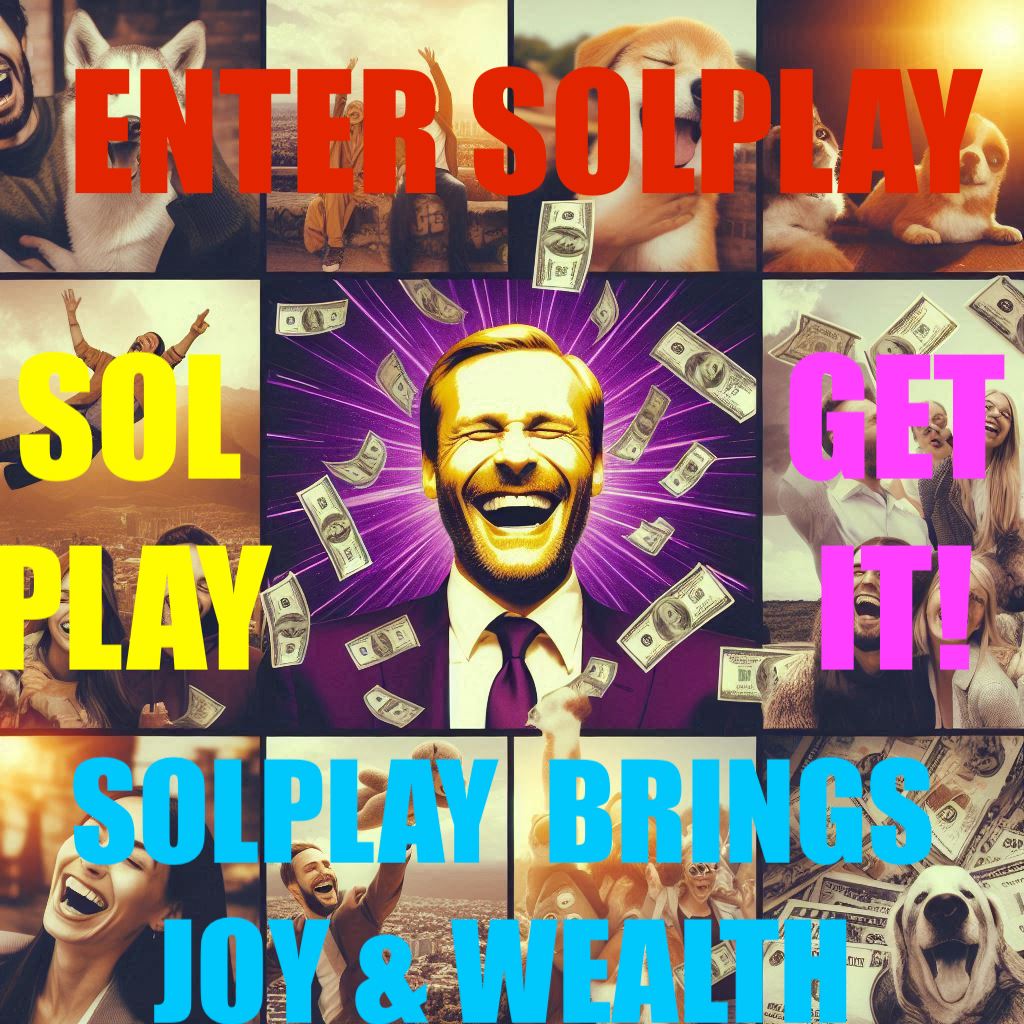 ENTER SOLPLAY
SOL
PLAY
GET
IT!
SOLPLAY BRINGS
JOY & WEALTH